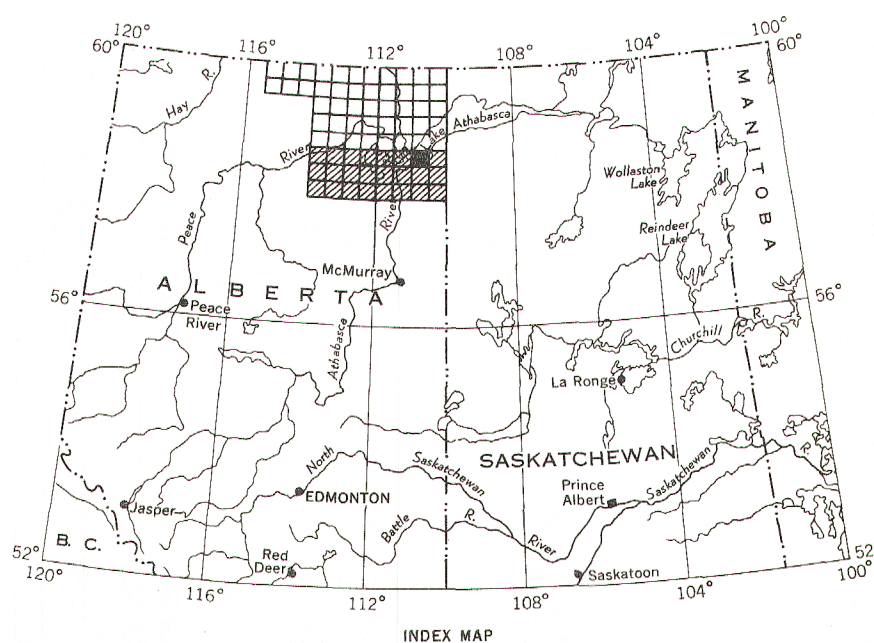 120°
116°
112°
108°
104°
100°
60°
60°
Hay
R.
MANITOBA
Lake Athabasca
River
Wollaston
Lake
Peace
River
Reindeer
Lake
McMurray
ALBERTA
56°
56°
Peace
River
Athabasca
Churchill
R.
La Ronge
North
Saskatchewan
SASKATCHEWAN
Saskatchewan
R.
Prince
Albert
EDMONTON
Jasper
Battle
R.
River
B. C.
Red
Deer
Saskatoon
52°
52
120°
116°
112°
108°
104°
100°
INDEX MAP